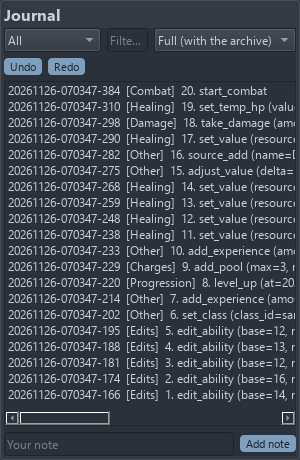 Journal
All Filte... Full (with the archive)
Undo Redo
20261126-070347-384 [Combat] 20. start_combat
20261126-070347-310 [Healing] 19. set_temp_hp (valu
20261126-070347-298 [Damage] 18. take_damage (amo
20261126-070347-290 [Healing] 17. set_value (resourc
20261126-070347-282 [Other] 16. source_add (name=D
20261126-070347-275 [Other] 15. adjust_value (delta=
20261126-070347-268 [Healing] 14. set_value (resourc
20261126-070347-259 [Healing] 13. set_value (resourc
20261126-070347-248 [Healing] 12. set_value (resourc
20261126-070347-238 [Healing] 11. set_value (resourc
20261126-070347-233 [Other] 10. add_experience (amo
20261126-070347-229 [Charges] 9. add_pool (max=3, r
20261126-070347-220 [Progression] 8. level_up (at=20
20261126-070347-214 [Other] 7. add_experience (amou
20261126-070347-202 [Other] 6. set_class (class_id=sar
20261126-070347-195 [Edits] 5. edit_ability (base=12, n
20261126-070347-188 [Edits] 4. edit_ability (base=13, n
20261126-070347-181 [Edits] 3. edit_ability (base=12, n
20261126-070347-174 [Edits] 2. edit_ability (base=16, n
20261126-070347-166 [Edits] 1. edit_ability (base=14, n
Your note Add note